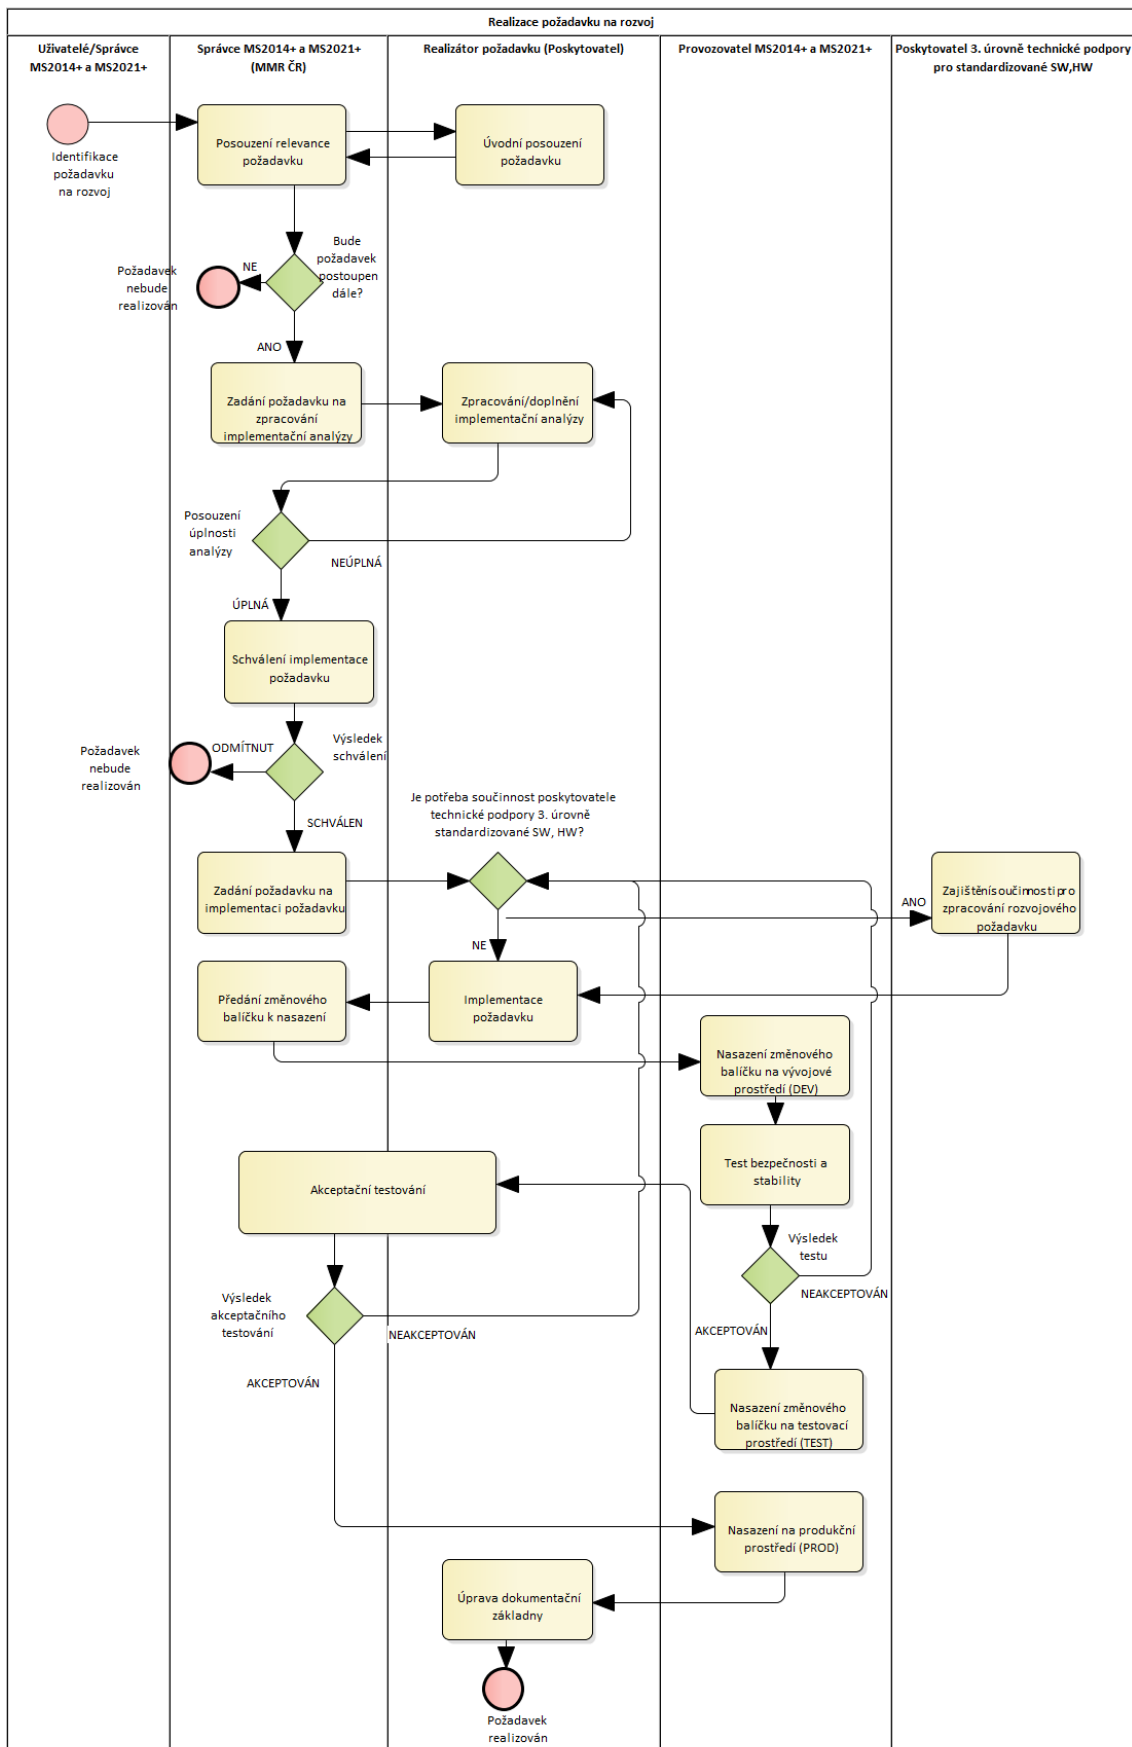 Realizace požadavku na rozvoj
Uživatelé/Správce
MS2014+ a MS2021+
Správce MS2014+ a MS2021+
(MMR ČR)
Realizátor požadavku (Poskytovatel)
Provozovatel MS2014+ a MS2021+
Poskytovatel 3. úrovně technické podpory
pro standardizované SW,HW
Identifikace
požadavku
na rozvoj
Posouzení relevance
požadavku
Úvodní posouzení
požadavku
Bude
požadavek
postoupen
dále?
NE
Požadavek
nebude
realizován
ANO
Zadání požadavku na
zpracování
implementační analýzy
Zpracování/doplnění
implementační analýzy
Posouzení
úplnosti
analýzy
NEÚPLNÁ
ÚPLNÁ
Schválení implementace
požadavku
Výsledek
schválení
ODMÍTNUT
Požadavek
nebude
realizován
SCHVÁLEN
Je potřeba součinnost poskytovatele
technické podpory 3. úrovně
standardizované SW, HW?
Zadání požadavku na
implementaci požadavku
ANO
Zajištění součinnosti pro
zpracování rozvojového
požadavku
NE
Předání změnového
balíčku k nasazení
Implementace
požadavku
Nasazení změnového
balíčku na vývojové
prostředí (DEV)
Test bezpečnosti a
stability
Akceptační testování
Výsledek
testu
NEAKCEPTOVÁN
AKCEPTOVÁN
Výsledek
akceptačního
testování
NEAKCEPTOVÁN
AKCEPTOVÁN
Nasazení změnového
balíčku na testovací
prostředí (TEST)
Nasazení na produkční
prostředí (PROD)
Úprava dokumentační
základny
Požadavek
realizován